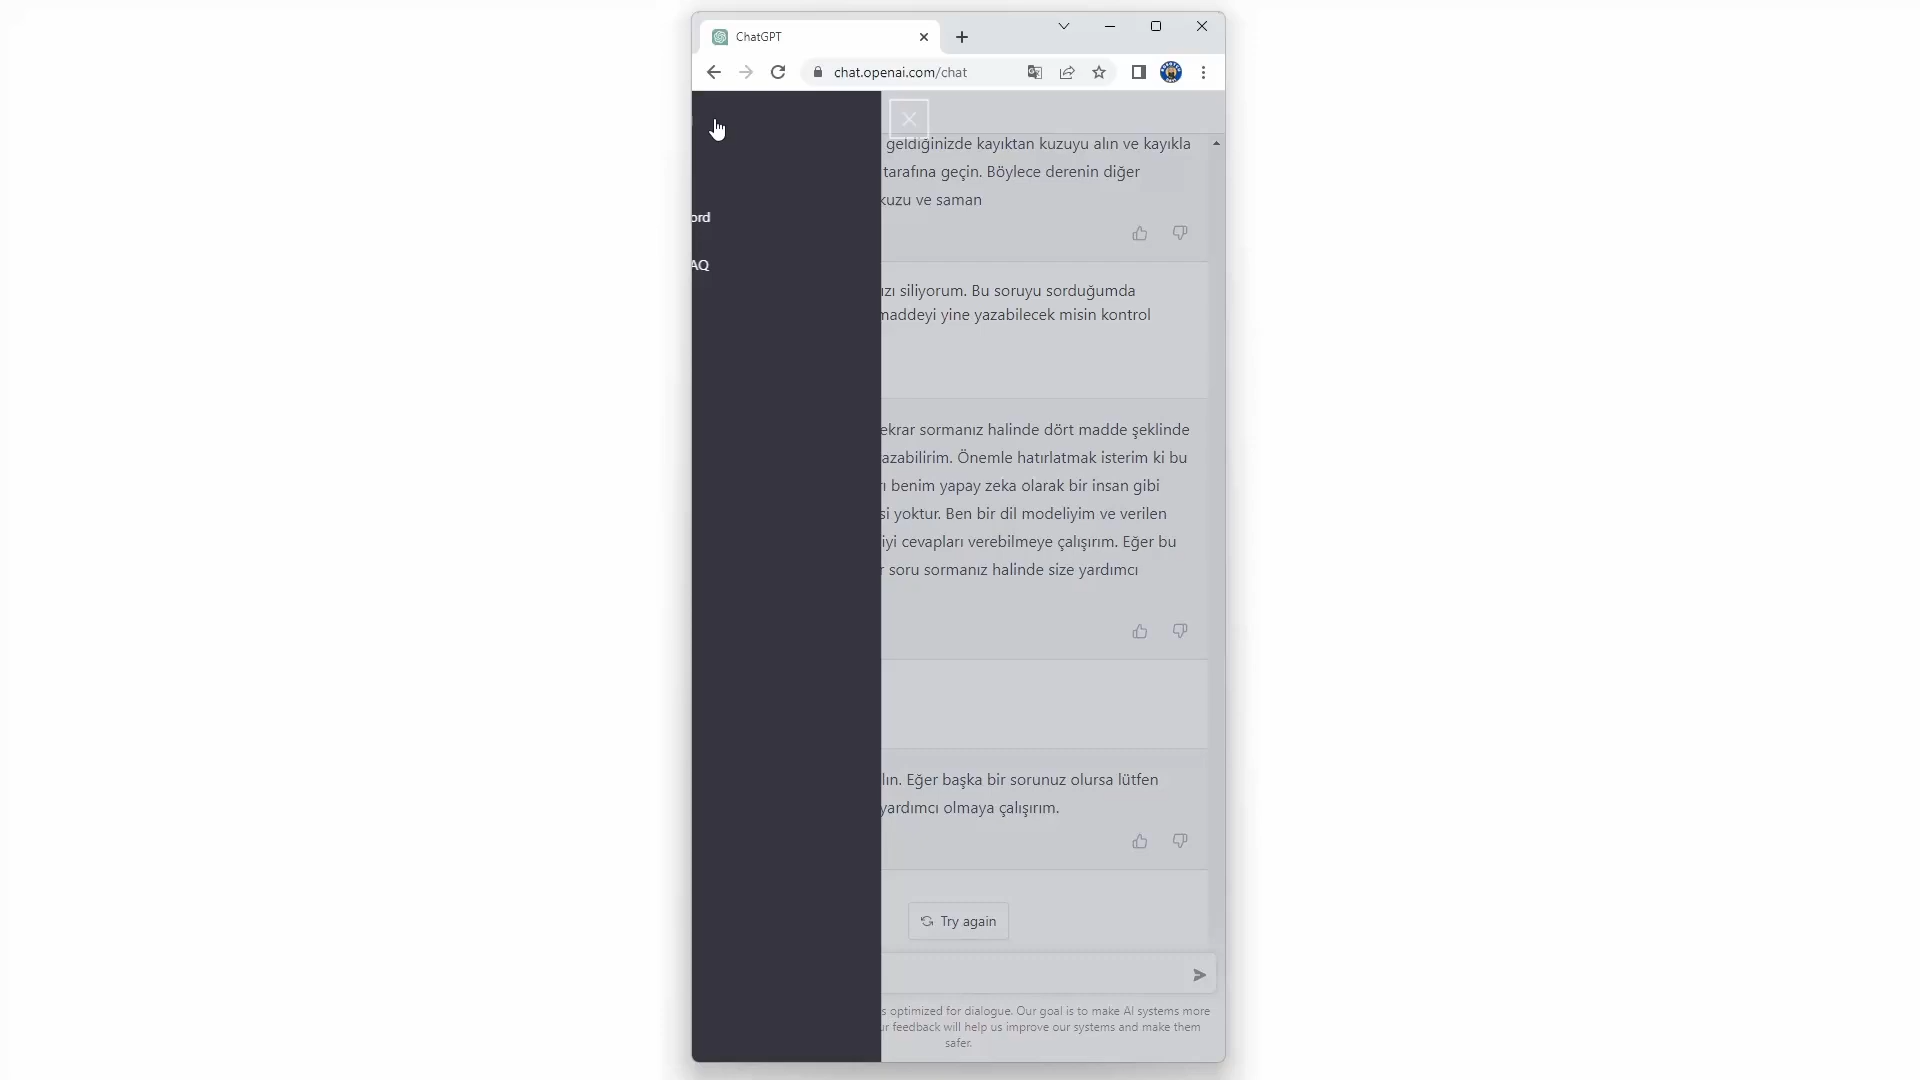 ChatGPT
chat.openai.com/chat
geldiğinizde kayıktan kuzuyu alın ve kayıkla
tarafına geçin. Böylece derenin diğer
kuzu ve saman
ord
AQ
ızı siliyorum. Bu soruyu sorduğumda
maddeyi yine yazabilecek misin kontrol
ekrar sormanız halinde dört madde şeklinde
azabilirim. Önemle hatırlatmak isterim ki bu
rı benim yapay zeka olarak bir insan gibi
si yoktur. Ben bir dil modeliyim ve verilen
iyi cevapları verebilmeye çalışırım. Eğer bu
r soru sormanız halinde size yardımcı
lın. Eğer başka bir sorunuz olursa lütfen
yardımcı olmaya çalışırım.
Try again
s optimized for dialogue. Our goal is to make AI systems more
ur feedback will help us improve our systems and make them
safer.